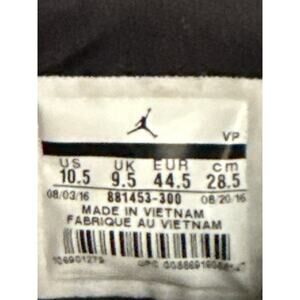 VP
US UK EUR cm
10.5 9.5 44.5 28.5
08/03/16 881453-300 08/20/16
MADE IN VIETNAM
FABRIQUE AU VIETNAM